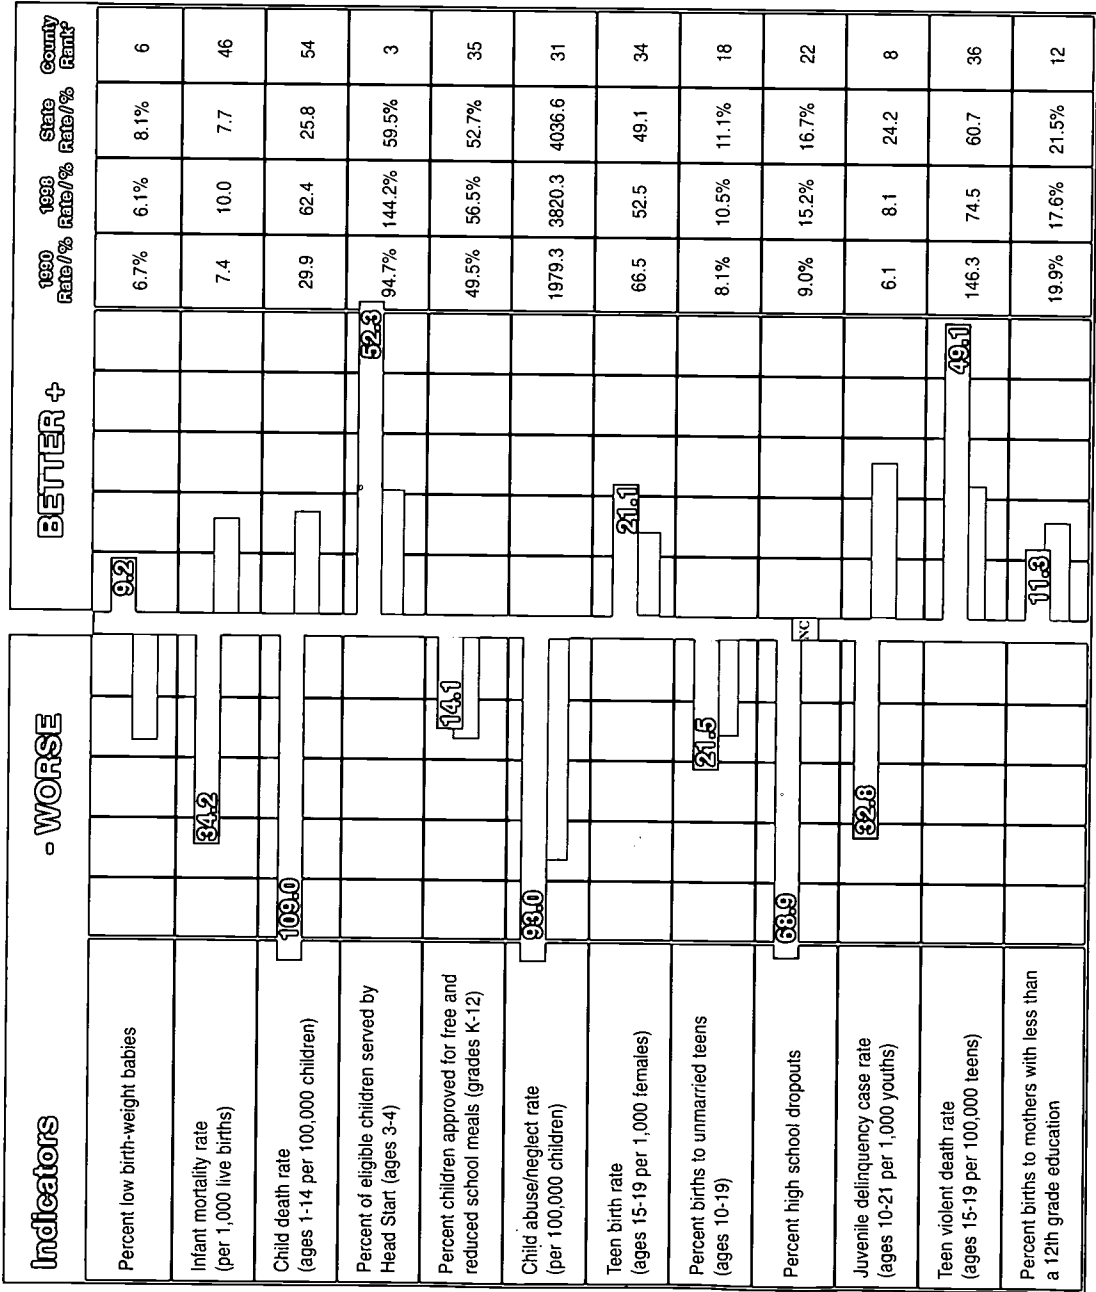 Indicators - WORSE BETTER + 1990 Rate/% 1998 Rate/% State Rate/% County Rank*
Percent low birth-weight babies 9.2 6.7% 6.1% 8.1% 6
Infant mortality rate
(per 1,000 live births) 34.2 7.4 10.0 7.7 46
Child death rate
(ages 1-14 per 100,000 children) 109.0 29.9 62.4 25.8 54
Percent of eligible children served by
Head Start (ages 3-4) 52.3 94.7% 144.2% 59.5% 3
Percent children approved for free and
reduced school meals (grades K-12) 14.1 49.5% 56.5% 52.7% 35
Child abuse/neglect rate
(per 100,000 children) 93.0 1979.3 3820.3 4036.6 31
Teen birth rate
(ages 15-19 per 1,000 females) 21.1 66.5 52.5 49.1 34
Percent births to unmarried teens
(ages 10-19) 21.5 8.1% 10.5% 11.1% 18
Percent high school dropouts 68.9 NC 9.0% 15.2% 16.7% 22
Juvenile delinquency case rate
(ages 10-21 per 1,000 youths) 32.8 6.1 8.1 24.2 8
Teen violent death rate
(ages 15-19 per 100,000 teens) 49.1 146.3 74.5 60.7 36
Percent births to mothers with less than
a 12th grade education 11.3 19.9% 17.6% 21.5% 12